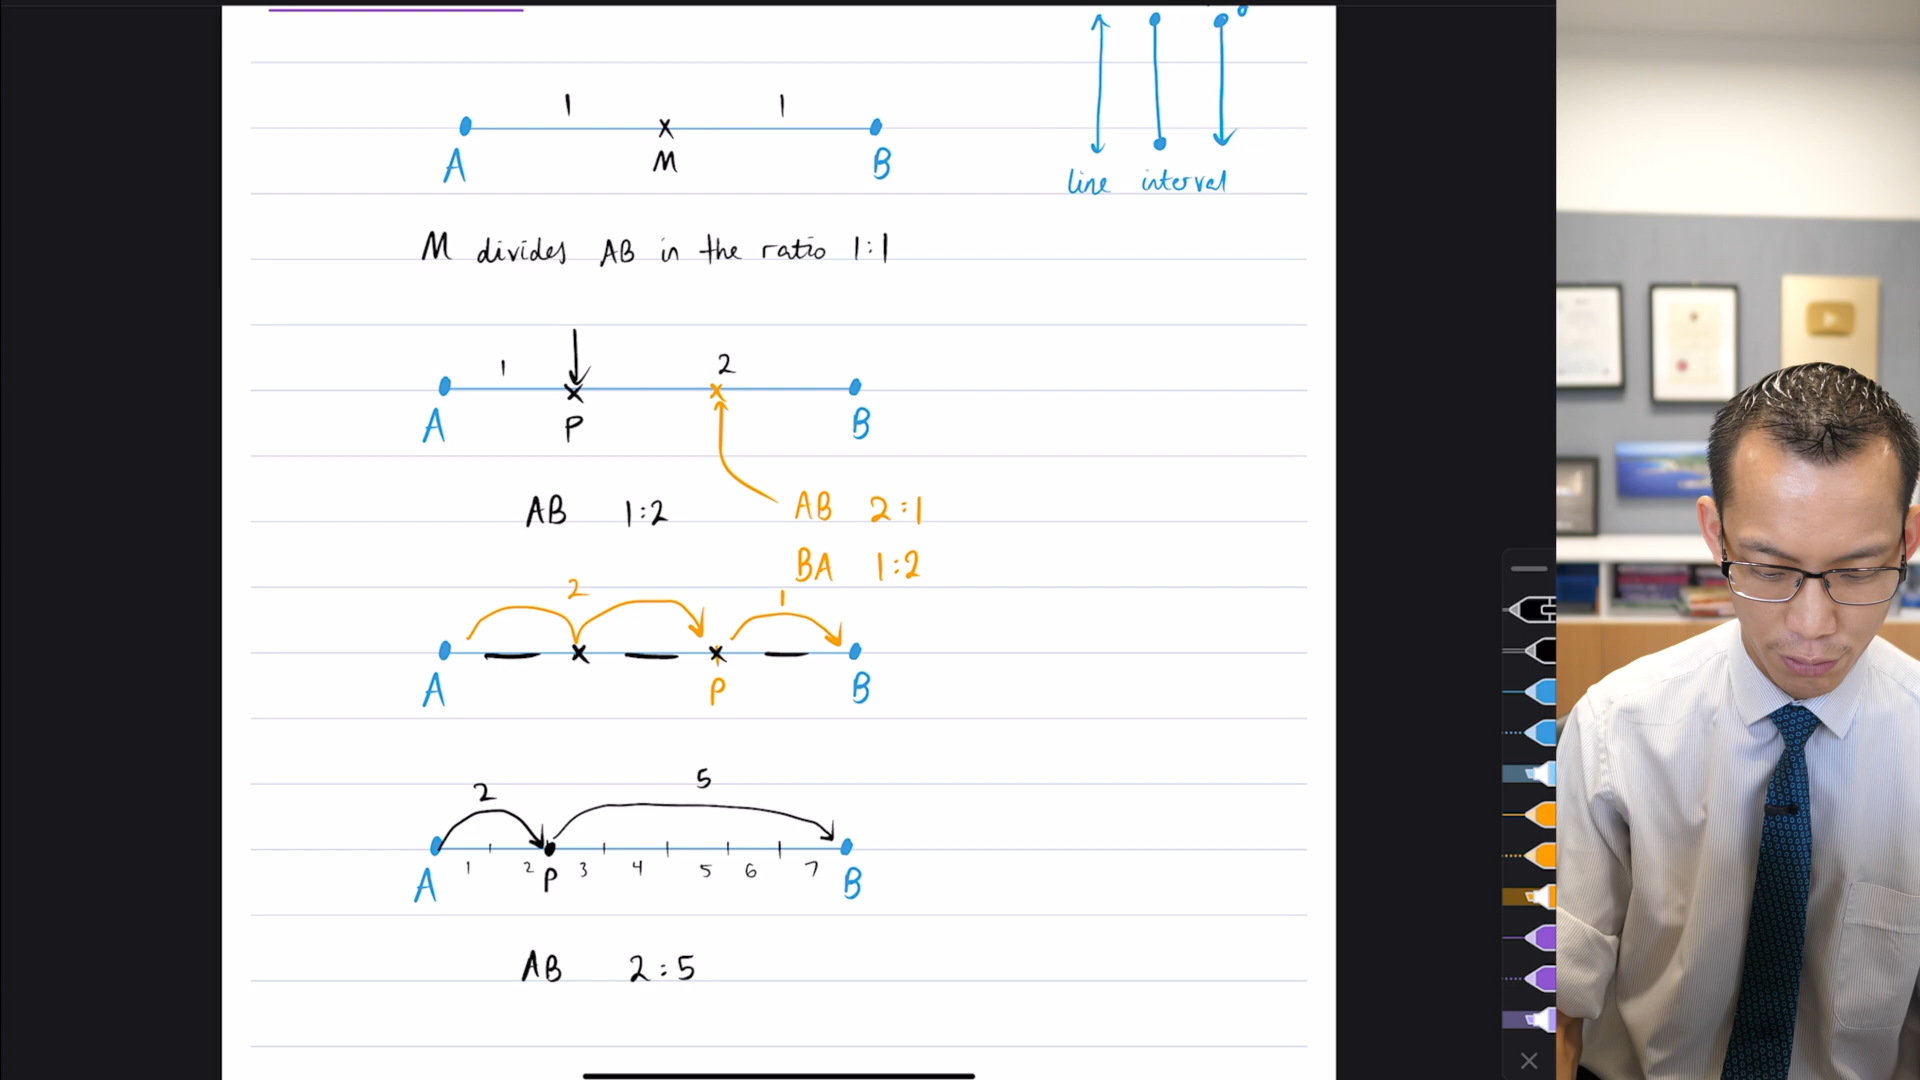 1 1
A M B
line interval
M divides AB in the ratio 1:1
1 2
A P B
AB 1:2
AB 2:1
BA 1:2
2 1
A P B
2 5
1 2 3 4 5 6 7
A P B
AB 2:5